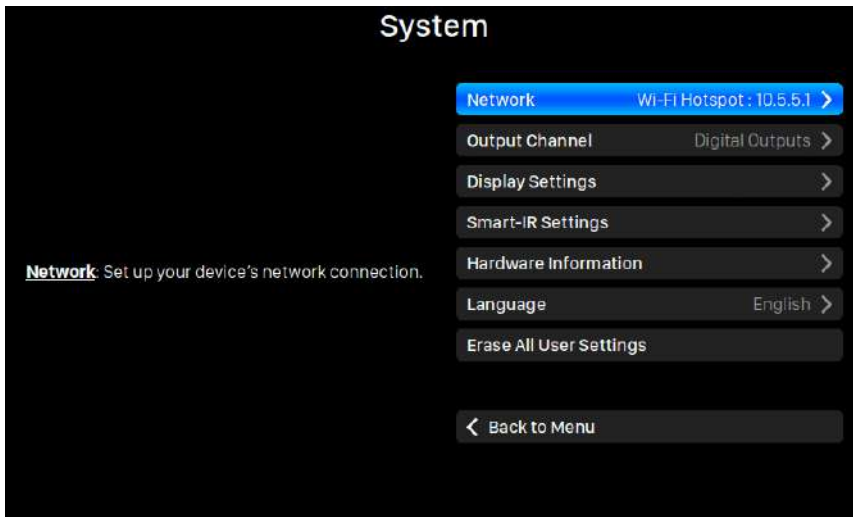 System
Network Wi-Fi Hotspot : 10.5.5.1 >
Output Channel Digital Outputs >
Display Settings >
Smart-IR Settings >
Network: Set up your device's network connection.
Hardware Information >
Language English >
Erase All User Settings
< Back to Menu